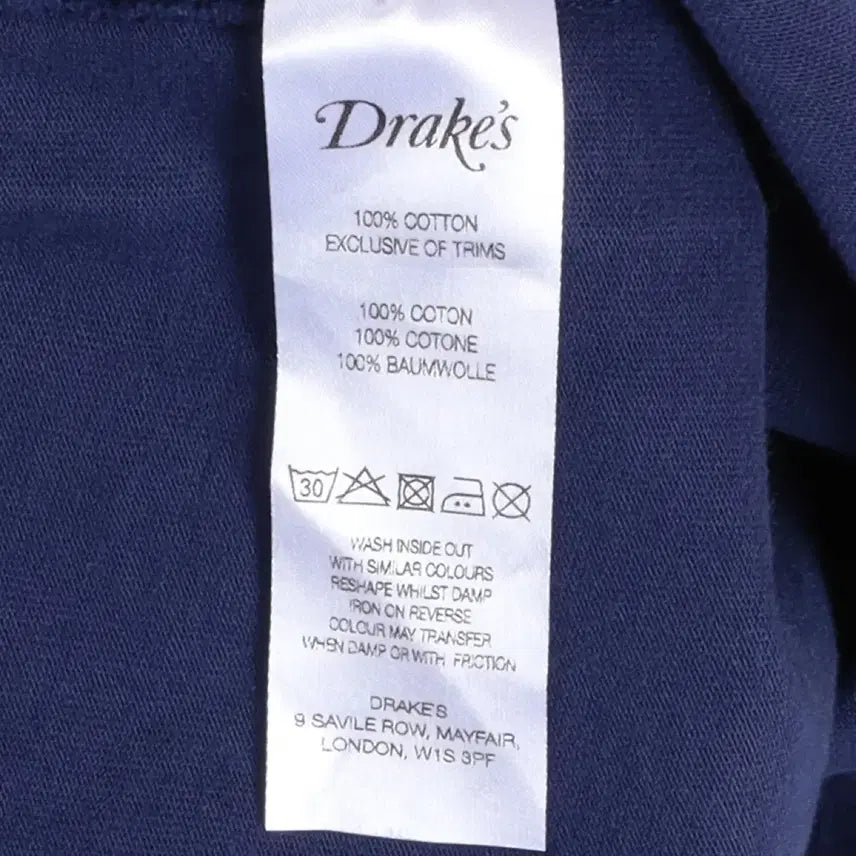 Drake's
100% COTTON
EXCLUSIVE OF TRIMS
100% COTON
100% COTONE
100% BAUMWOLLE
30
WASH INSIDE OUT
WITH SIMILAR COLOURS
RESHAPE WHILST DAMP
IRON ON REVERSE
COLOUR MAY TRANSFER
WHEN DAMP OR WITH FRICTION
DRAKE'S
9 SAVILE ROW, MAYFAIR,
LONDON, W1S 3PF